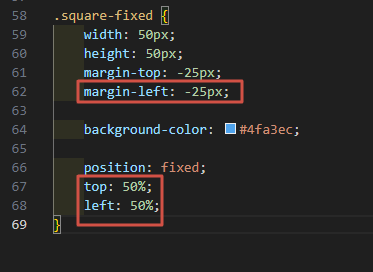 58 .square-fixed {
59 width: 50px;
60 height: 50px;
61 margin-top: -25px;
62 margin-left: -25px;
63
64 background-color: #4fa3ec;
65
66 position: fixed;
67 top: 50%;
68 left: 50%;
69 }